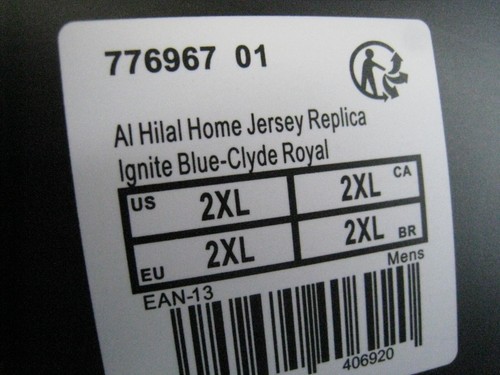 776967 01
Al Hilal Home Jersey Replica
Ignite Blue-Clyde Royal
US 2XL 2XL CA
EU 2XL 2XL BR
Mens
EAN-13
406920